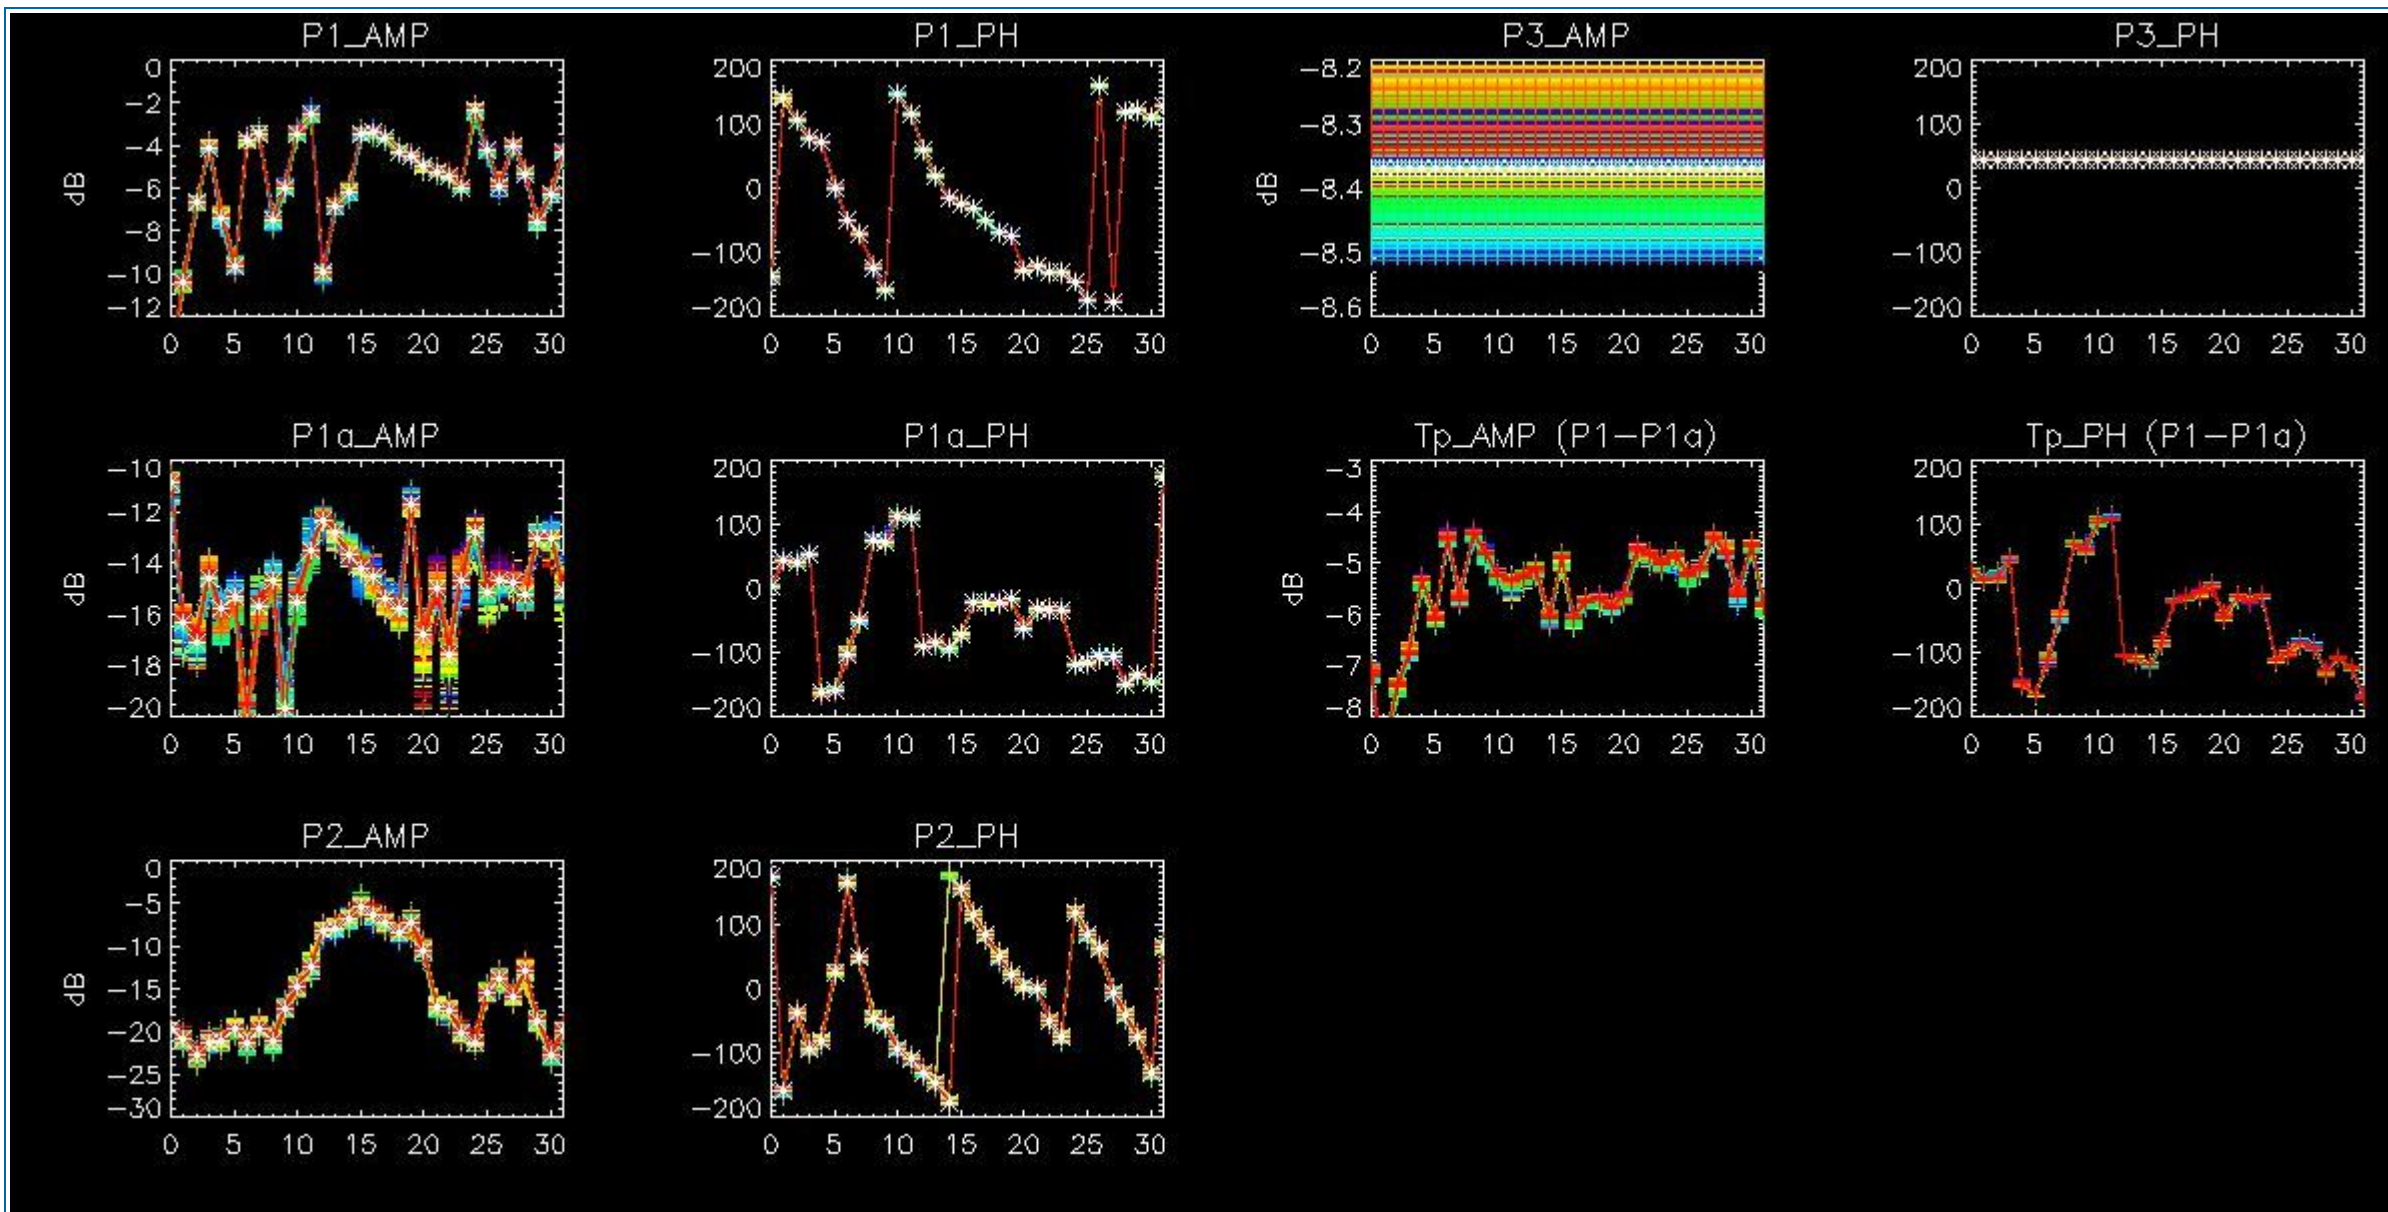 P1_AMP
0
−2
−4
−6
−8
−10
−12
dB
0 5 10 15 20 25 30
P1_PH
200
100
0
−100
−200
0 5 10 15 20 25 30
P3_AMP
−8.2
−8.3
−8.4
−8.5
−8.6
dB
0 5 10 15 20 25 30
P3_PH
200
100
0
−100
−200
0 5 10 15 20 25 30
P1a_AMP
−10
−12
−14
−16
−18
−20
dB
0 5 10 15 20 25 30
P1a_PH
200
100
0
−100
−200
0 5 10 15 20 25 30
Tp_AMP (P1−P1a)
−3
−4
−5
−6
−7
−8
dB
0 5 10 15 20 25 30
Tp_PH (P1−P1a)
200
100
0
−100
−200
0 5 10 15 20 25 30
P2_AMP
0
−5
−10
−15
−20
−25
−30
dB
0 5 10 15 20 25 30
P2_PH
200
100
0
−100
−200
0 5 10 15 20 25 30